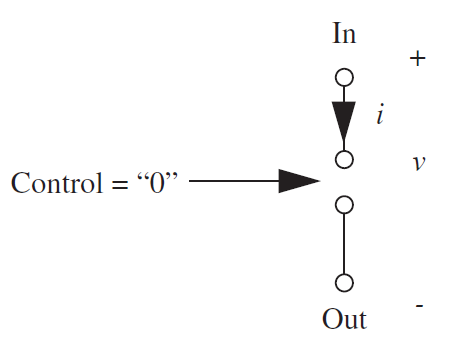 In
+
i
v
Control = “0”
Out
-